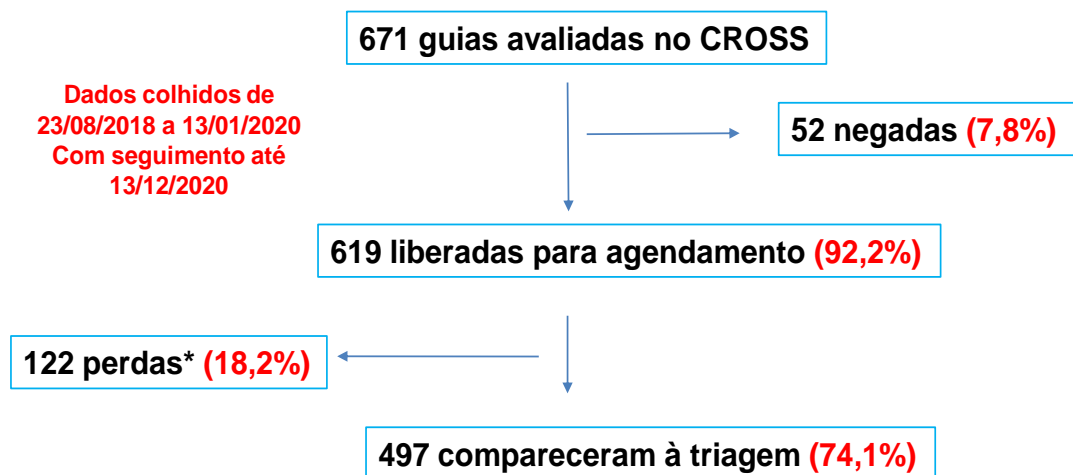 671 guias avaliadas no CROSS
Dados colhidos de
23/08/2018 a 13/01/2020
Com seguimento até
13/12/2020
52 negadas (7,8%)
619 liberadas para agendamento (92,2%)
122 perdas* (18,2%)
497 compareceram à triagem (74,1%)